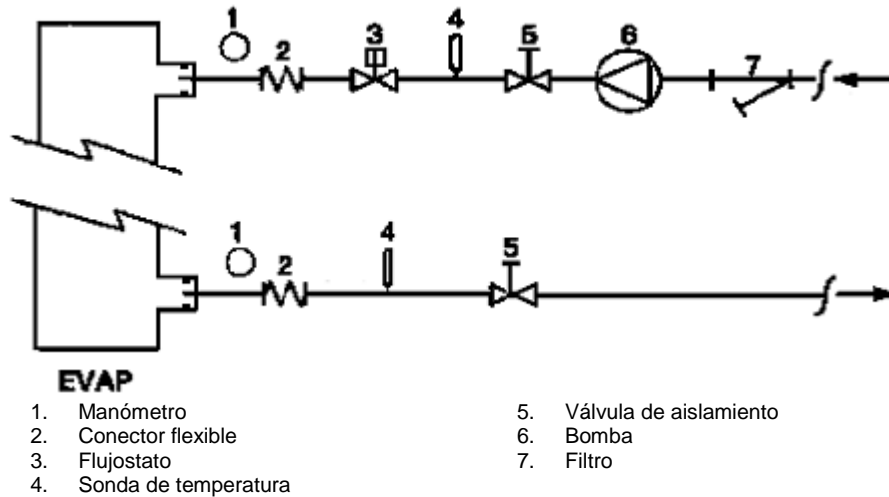 1 2 3 4 5 6 7
1 2 4 5
EVAP
1. Manómetro
2. Conector flexible
3. Flujostato
4. Sonda de temperatura
5. Válvula de aislamiento
6. Bomba
7. Filtro